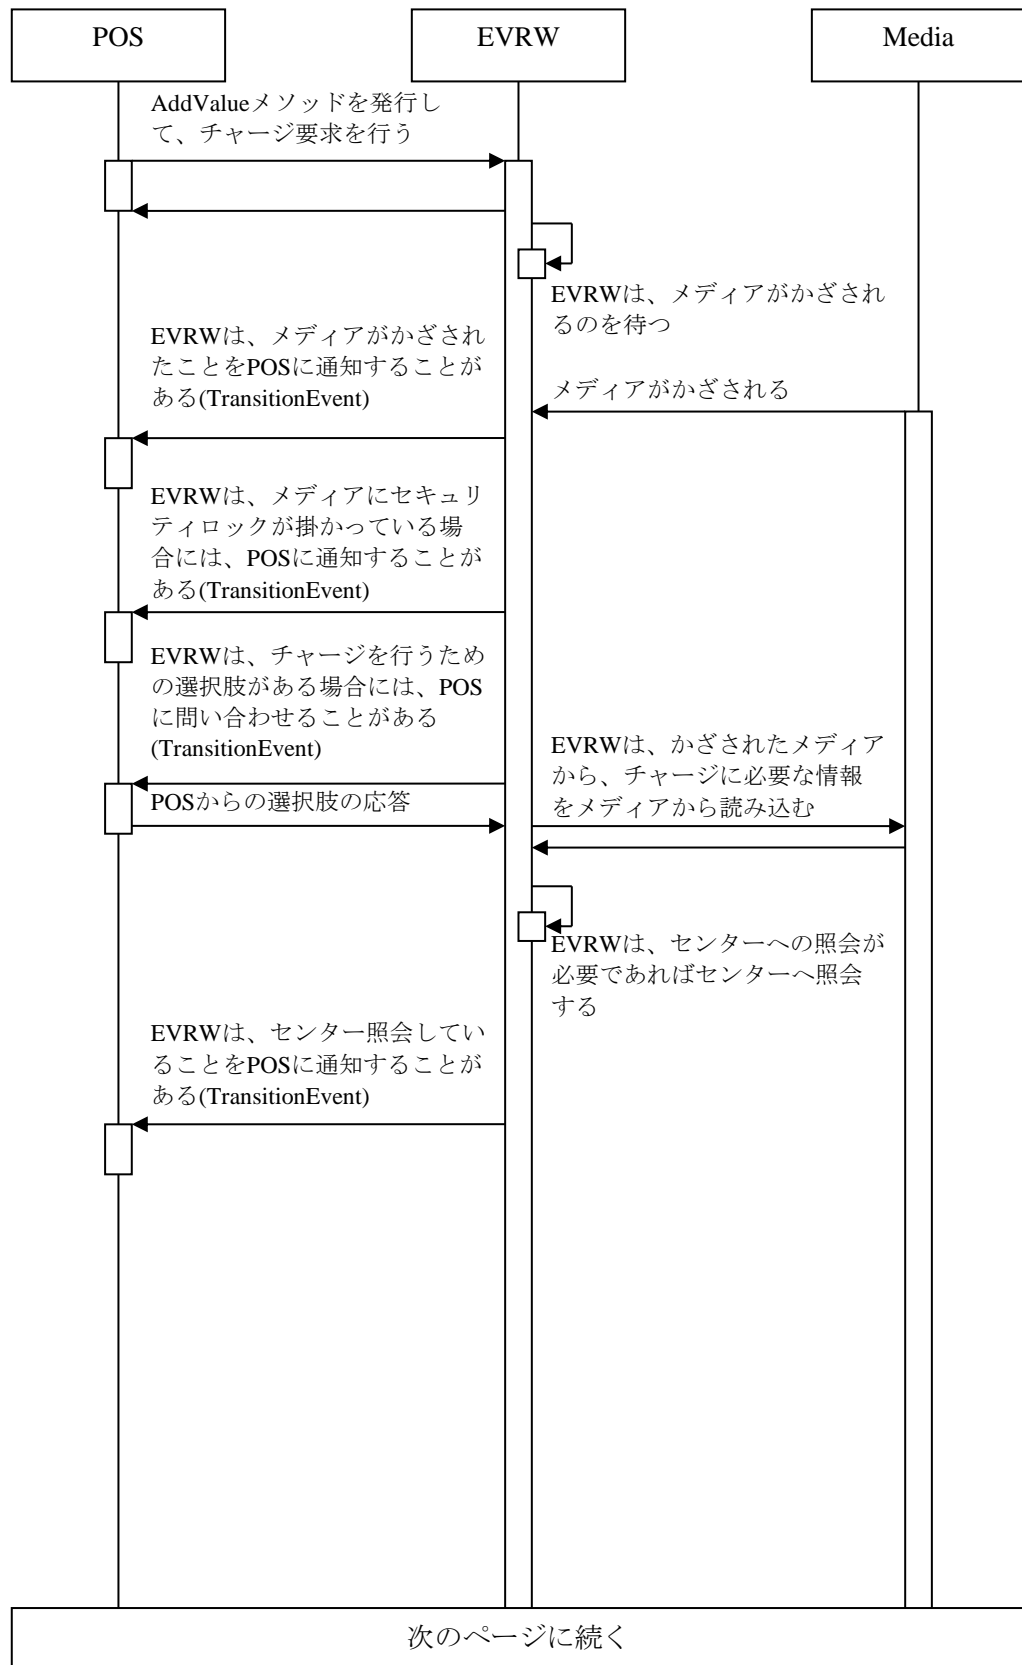 POS
EVRW
Media
AddValueメソッドを発行し
て、チャージ要求を行う
EVRWは、メディアがかざされ
るのを待つ
EVRWは、メディアがかざされ
たことをPOSに通知することが
ある(TransitionEvent)
メディアがかざされる
EVRWは、メディアにセキュリ
ティロックが掛かっている場
合には、POSに通知することが
ある(TransitionEvent)
EVRWは、チャージを行うため
の選択肢がある場合には、POS
に問い合わせることがある
(TransitionEvent)
POSからの選択肢の応答
EVRWは、かざされたメディア
から、チャージに必要な情報
をメディアから読み込む
EVRWは、センターへの照会が
必要であればセンターへ照会
する
EVRWは、センター照会してい
ることをPOSに通知することが
ある(TransitionEvent)
次のページに続く